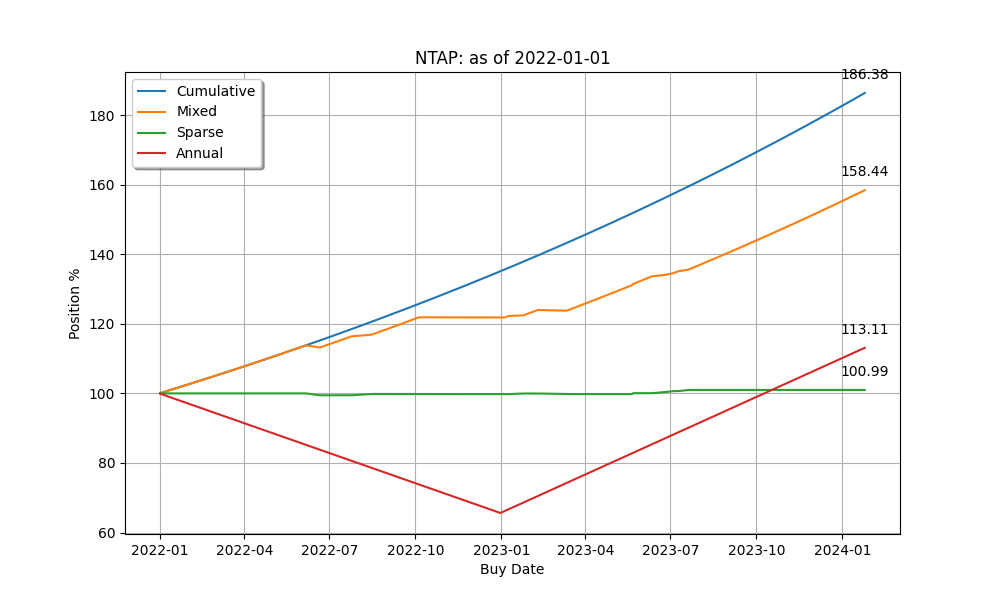 NTAP: as of 2022-01-01
Cumulative
Mixed
Sparse
Annual
186.38
158.44
113.11
100.99
Position %
180
160
140
120
100
80
60
2022-01 2022-04 2022-07 2022-10 2023-01 2023-04 2023-07 2023-10 2024-01
Buy Date